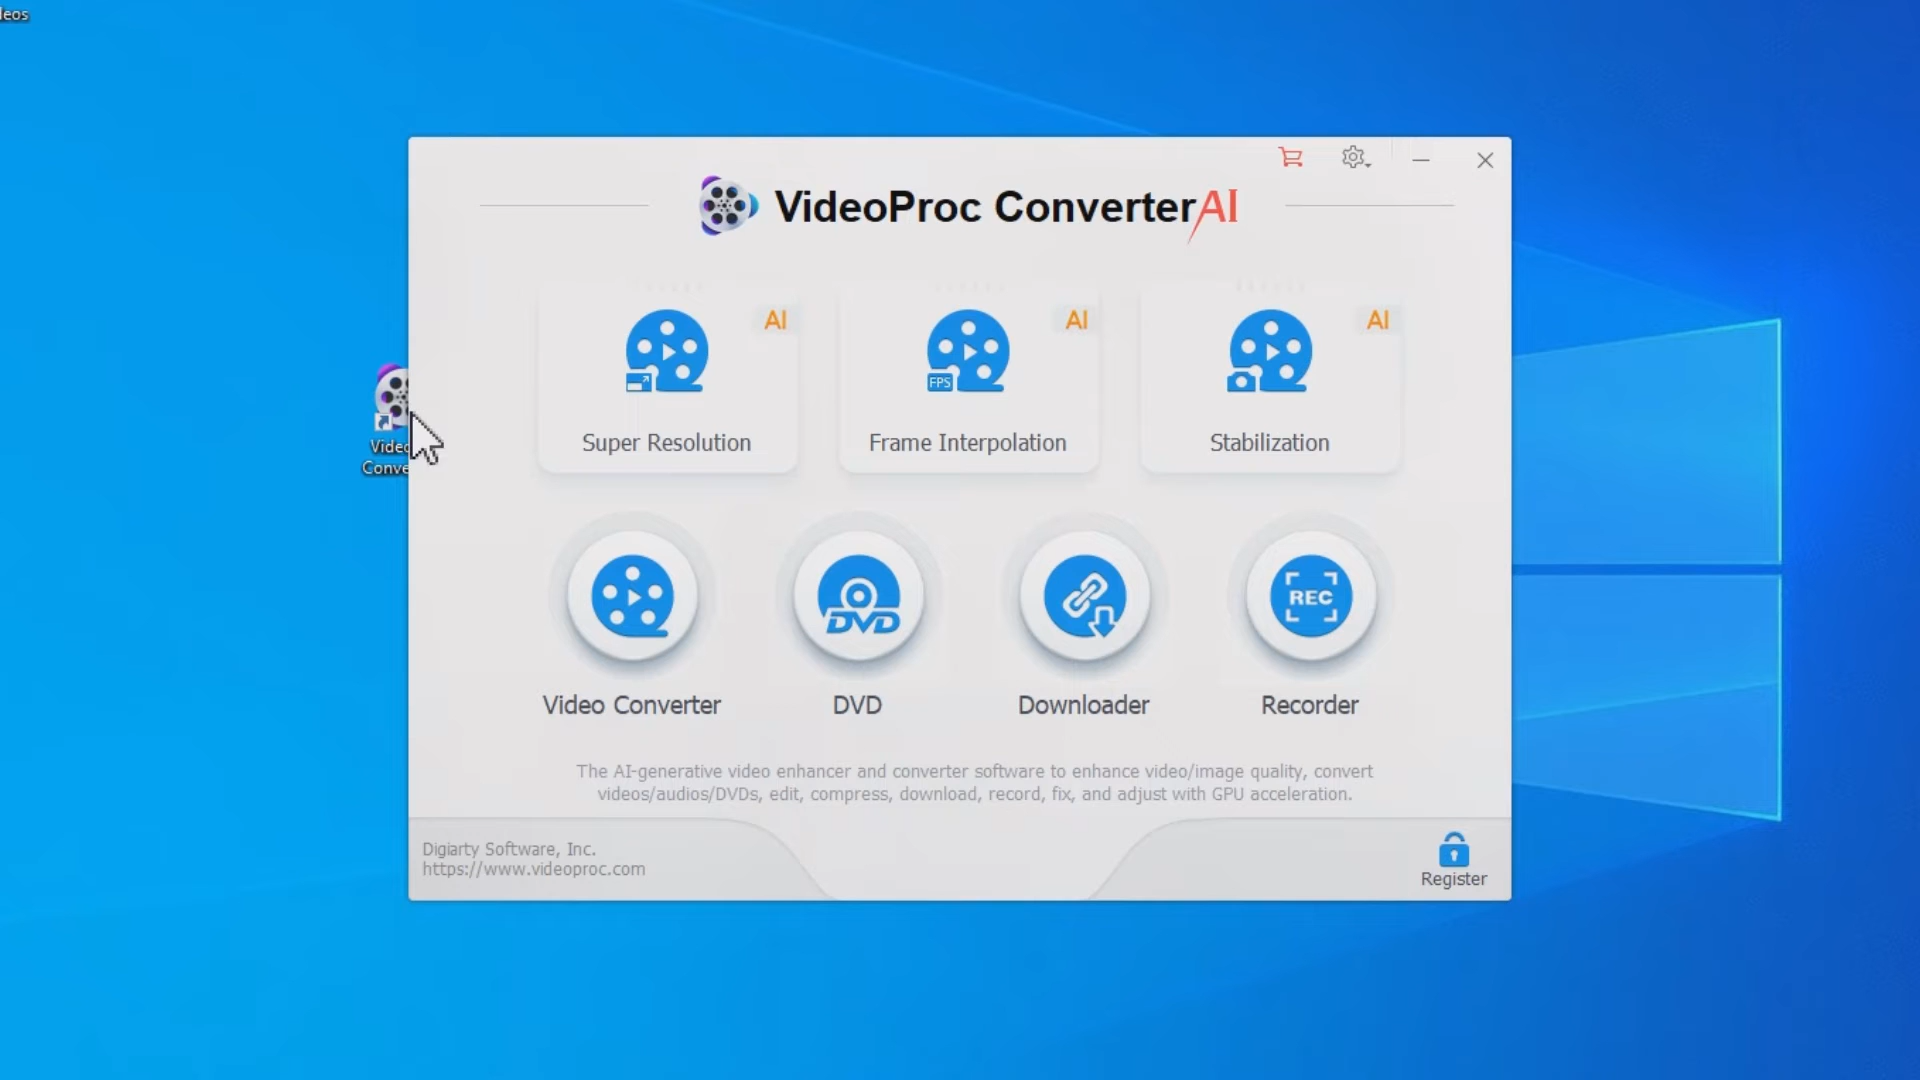 VideoProc ConverterAI
AI
AI
AI
FPS
Super Resolution
Frame Interpolation
Stabilization
DVD
REC
Video Converter
DVD
Downloader
Recorder
The AI-generative video enhancer and converter software to enhance video/image quality, convert
videos/audios/DVDs, edit, compress, download, record, fix, and adjust with GPU acceleration.
Digiarty Software, Inc.
https://www.videoproc.com
Register